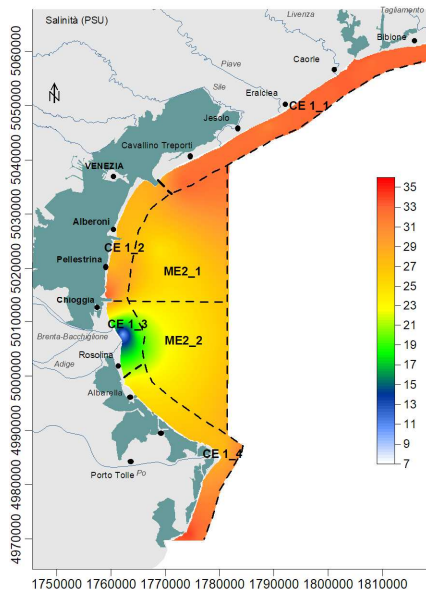 Salinità (PSU)
Tagliamento
Livenza
Bibione
Caorle
Piave
Sile
Eralclea
CE 1_1
Jesolo
Cavallino Treporti
VENEZIA
Alberoni
CE 1_2
Pellestrina
ME2_1
Chioggia
CE 1_3
Brenta-Bacchiglione
ME2_2
Rosolina
Adige
Albarella
CE 1_4
Porto Tolle
Po
5060000
5050000
5040000
5030000
5020000
5010000
5000000
4990000
4980000
4970000
1750000 1760000 1770000 1780000 1790000 1800000 1810000
35
33
31
29
27
25
23
21
19
17
15
13
11
9
7